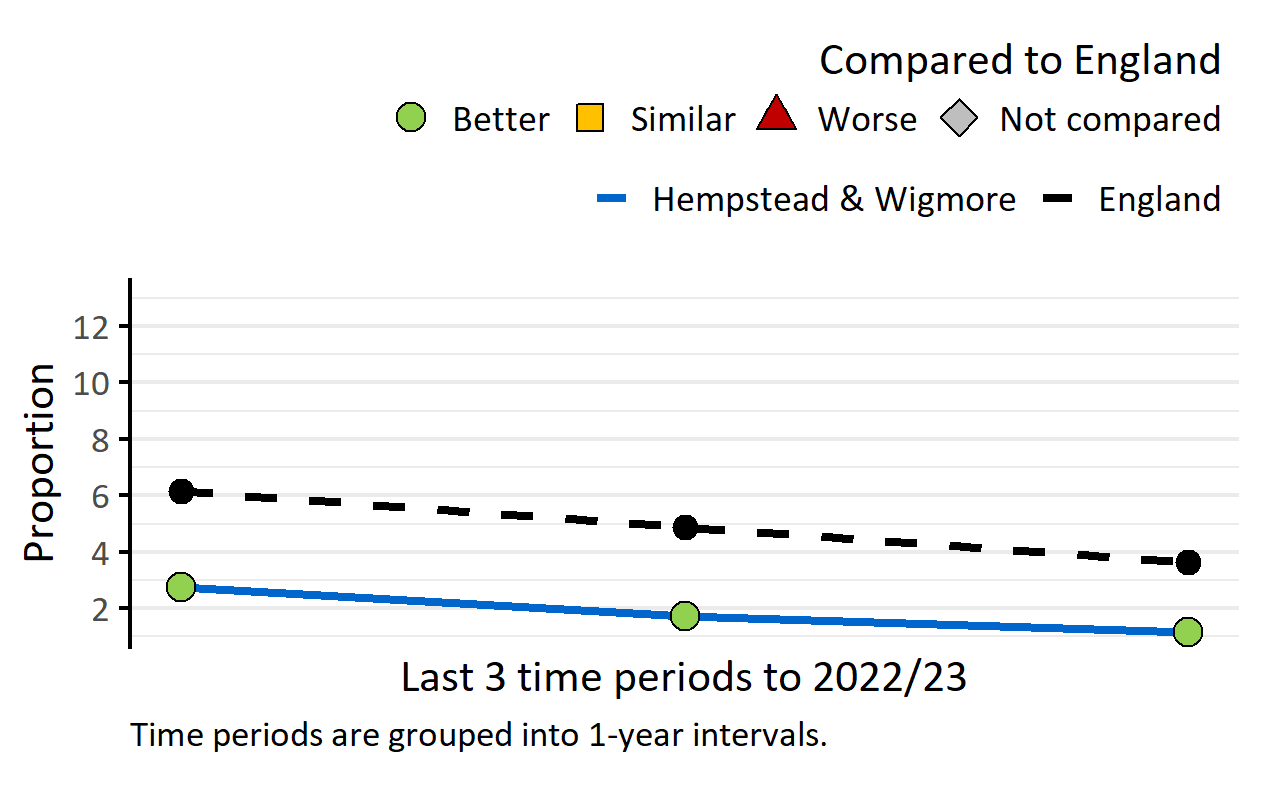 Compared to England
Better Similar Worse Not compared
Hempstead & Wigmore England
12
10
8
6
4
2
Proportion
Last 3 time periods to 2022/23
Time periods are grouped into 1-year intervals.